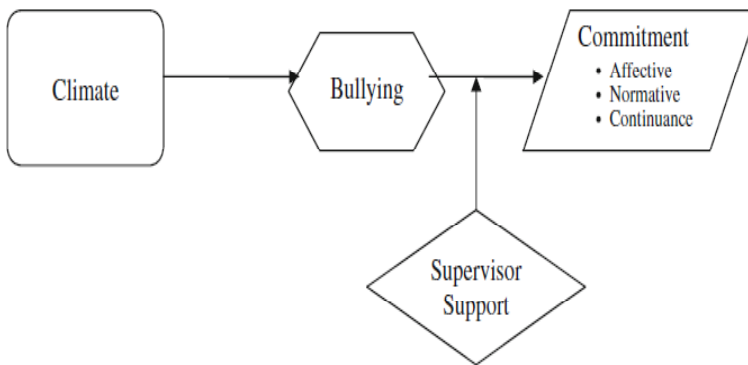 Climate
Bullying
Commitment
• Affective
• Normative
• Continuance
Supervisor
Support